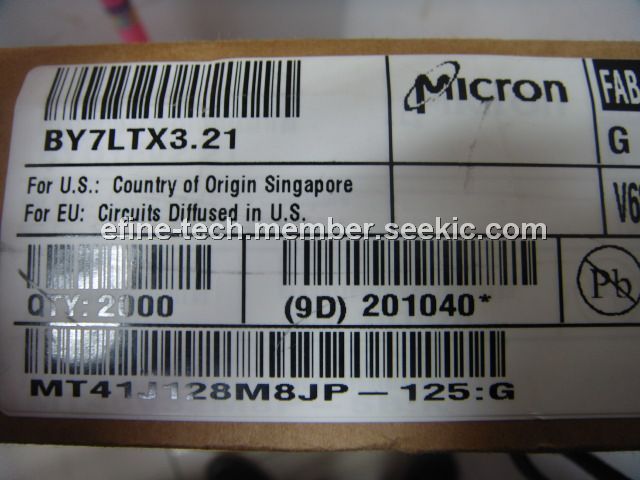 BY7LTX3.21
Micron
FAB
G
For U.S.: Country of Origin Singapore
For EU: Circuits Diffused in U.S.
V6
efine-tech.member.seekic.com
QTY: 2000
(9D) 201040*
Pb
MT41J128M8JP-125:G